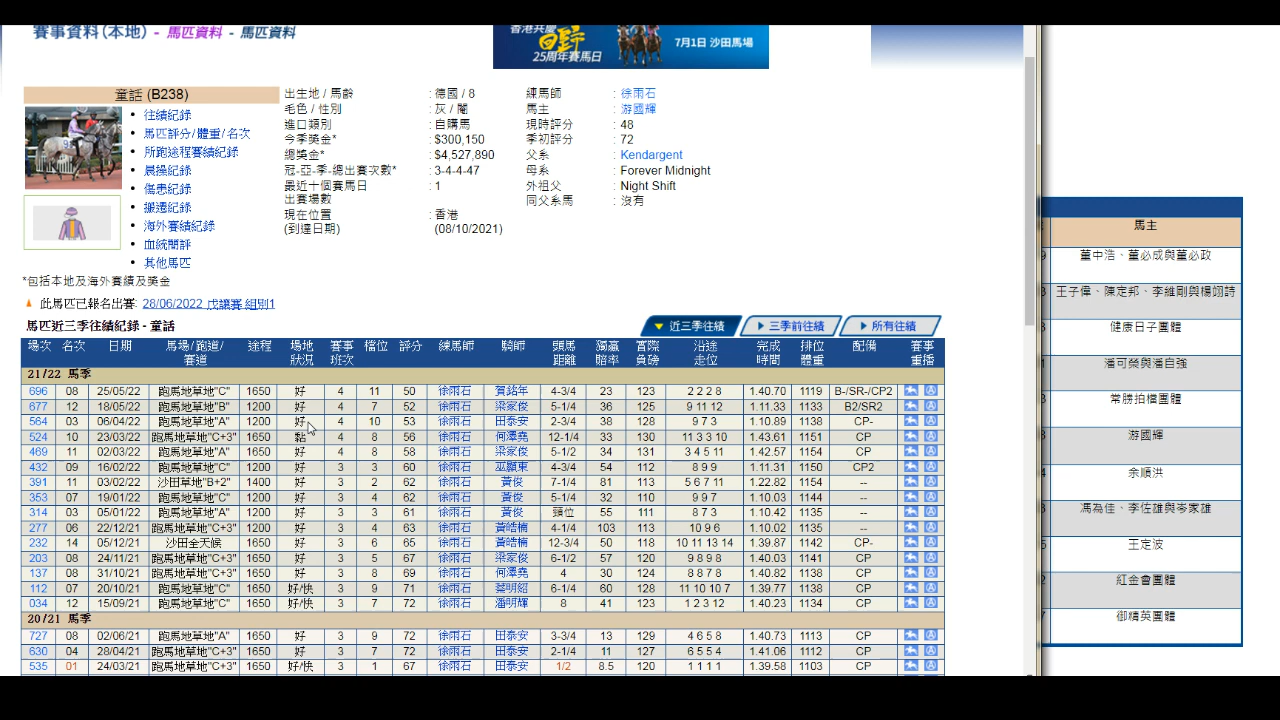 賽事資料(本地) - 馬匹資料 - 馬匹資料
香港共慶
日野
25周年賽馬日
7月1日 沙田馬場
童話 (B238)
往績紀錄
馬匹評分/體重/名次
所跑途程賽績紀錄
晨操紀錄
傷患紀錄
搬遷紀錄
海外賽績紀錄
血統簡評
其他馬匹
出生地 / 馬齡 : 德國 / 8
毛色 / 性別 : 灰 / 閹
進口類別 : 自購馬
今季獎金* : $300,150
總獎金* : $4,527,890
冠-亞-季-總出賽次數* : 3-4-4-47
最近十個賽馬日 : 1
出賽場數
現在位置 : 香港
(到達日期) (08/10/2021)
練馬師 : 徐雨石
馬主 : 游國輝
現時評分 : 48
季初評分 : 72
父系 : Kendargent
母系 : Forever Midnight
外祖父 : Night Shift
同父系馬 : 沒有
*包括本地及海外賽績及獎金
此馬匹已報名出賽: 28/06/2022 戊讓賽 組別1
馬匹近三季往績紀錄 - 童話
近三季往績 三季前往績 所有往績
場次 名次 日期 馬場/跑道/賽道 途程 場地狀況 賽事班次 檔位 評分 練馬師 騎師 頭馬距離 獨贏賠率 實際負磅 沿途走位 完成時間 排位體重 配備 賽事重播
21/22 馬季
696 08 25/05/22 跑馬地草地"C" 1650 好 4 11 50 徐雨石 賀銘年 4-3/4 23 123 2 2 2 8 1.40.70 1119 B-/SR-/CP2
677 12 18/05/22 跑馬地草地"B" 1200 好 4 7 52 徐雨石 梁家俊 5-1/4 36 125 9 11 12 1.11.33 1133 B2/SR2
564 03 06/04/22 跑馬地草地"A" 1200 好 4 10 53 徐雨石 田泰安 2-3/4 38 128 9 7 3 1.10.89 1138 CP-
524 10 23/03/22 跑馬地草地"C+3" 1650 黏 4 8 56 徐雨石 何澤堯 12-1/4 33 130 11 3 3 10 1.43.61 1151 CP
469 11 02/03/22 跑馬地草地"A" 1650 好 4 8 58 徐雨石 梁家俊 5-1/2 34 131 3 4 5 11 1.42.57 1154 CP
432 09 16/02/22 跑馬地草地"C" 1200 好 3 3 60 徐雨石 巫顯東 4-3/4 54 112 8 9 9 1.11.31 1150 CP2
391 11 03/02/22 沙田草地"B+2" 1400 好 3 2 62 徐雨石 黃俊 7-1/4 81 113 5 6 7 11 1.22.82 1154 --
353 07 19/01/22 跑馬地草地"C" 1200 好 3 4 62 徐雨石 黃俊 5-1/4 32 110 9 9 7 1.10.03 1144 --
314 03 05/01/22 跑馬地草地"A" 1200 好 3 3 61 徐雨石 黃俊 頸位 55 111 8 7 3 1.10.42 1135 --
277 06 22/12/21 跑馬地草地"C+3" 1200 好 3 4 63 徐雨石 黃皓楠 4-1/4 103 113 10 9 6 1.10.02 1135 --
232 14 05/12/21 沙田全天候 1650 好 3 6 65 徐雨石 黃皓楠 12-3/4 50 118 10 11 13 14 1.39.87 1142 CP-
203 08 24/11/21 跑馬地草地"C+3" 1650 好 3 5 67 徐雨石 梁家俊 6-1/2 57 120 9 8 9 8 1.40.03 1141 CP
137 08 31/10/21 跑馬地草地"C+3" 1650 好 3 8 69 徐雨石 何澤堯 4 30 124 8 8 7 8 1.40.82 1138 CP
112 07 20/10/21 跑馬地草地"C" 1650 好/快 3 9 71 徐雨石 蔡明紹 6-1/4 60 128 11 10 10 7 1.39.77 1138 CP
034 12 15/09/21 跑馬地草地"C" 1650 好/快 3 7 72 徐雨石 潘明輝 8 41 123 1 2 3 12 1.40.23 1134 CP
20/21 馬季
727 08 02/06/21 跑馬地草地"A" 1650 好 3 9 72 徐雨石 田泰安 3-3/4 13 129 4 6 5 8 1.40.73 1113 CP
630 04 28/04/21 跑馬地草地"C+3" 1650 好 3 7 72 徐雨石 田泰安 2-1/4 11 127 6 5 5 4 1.41.06 1112 CP
535 01 24/03/21 跑馬地草地"C+3" 1650 好/快 3 1 67 徐雨石 田泰安 1/2 8.5 120 1 1 1 1 1.39.58 1103 CP
馬主
董中浩、董必成與董必政
王子偉、陳定邦、李維剛與楊翊詩
健康日子團體
潘可榮與潘自強
常勝拍檔團體
游國輝
余順洪
馮為佳、李佐雄與岑家雄
王定波
紅金會團體
御精英團體